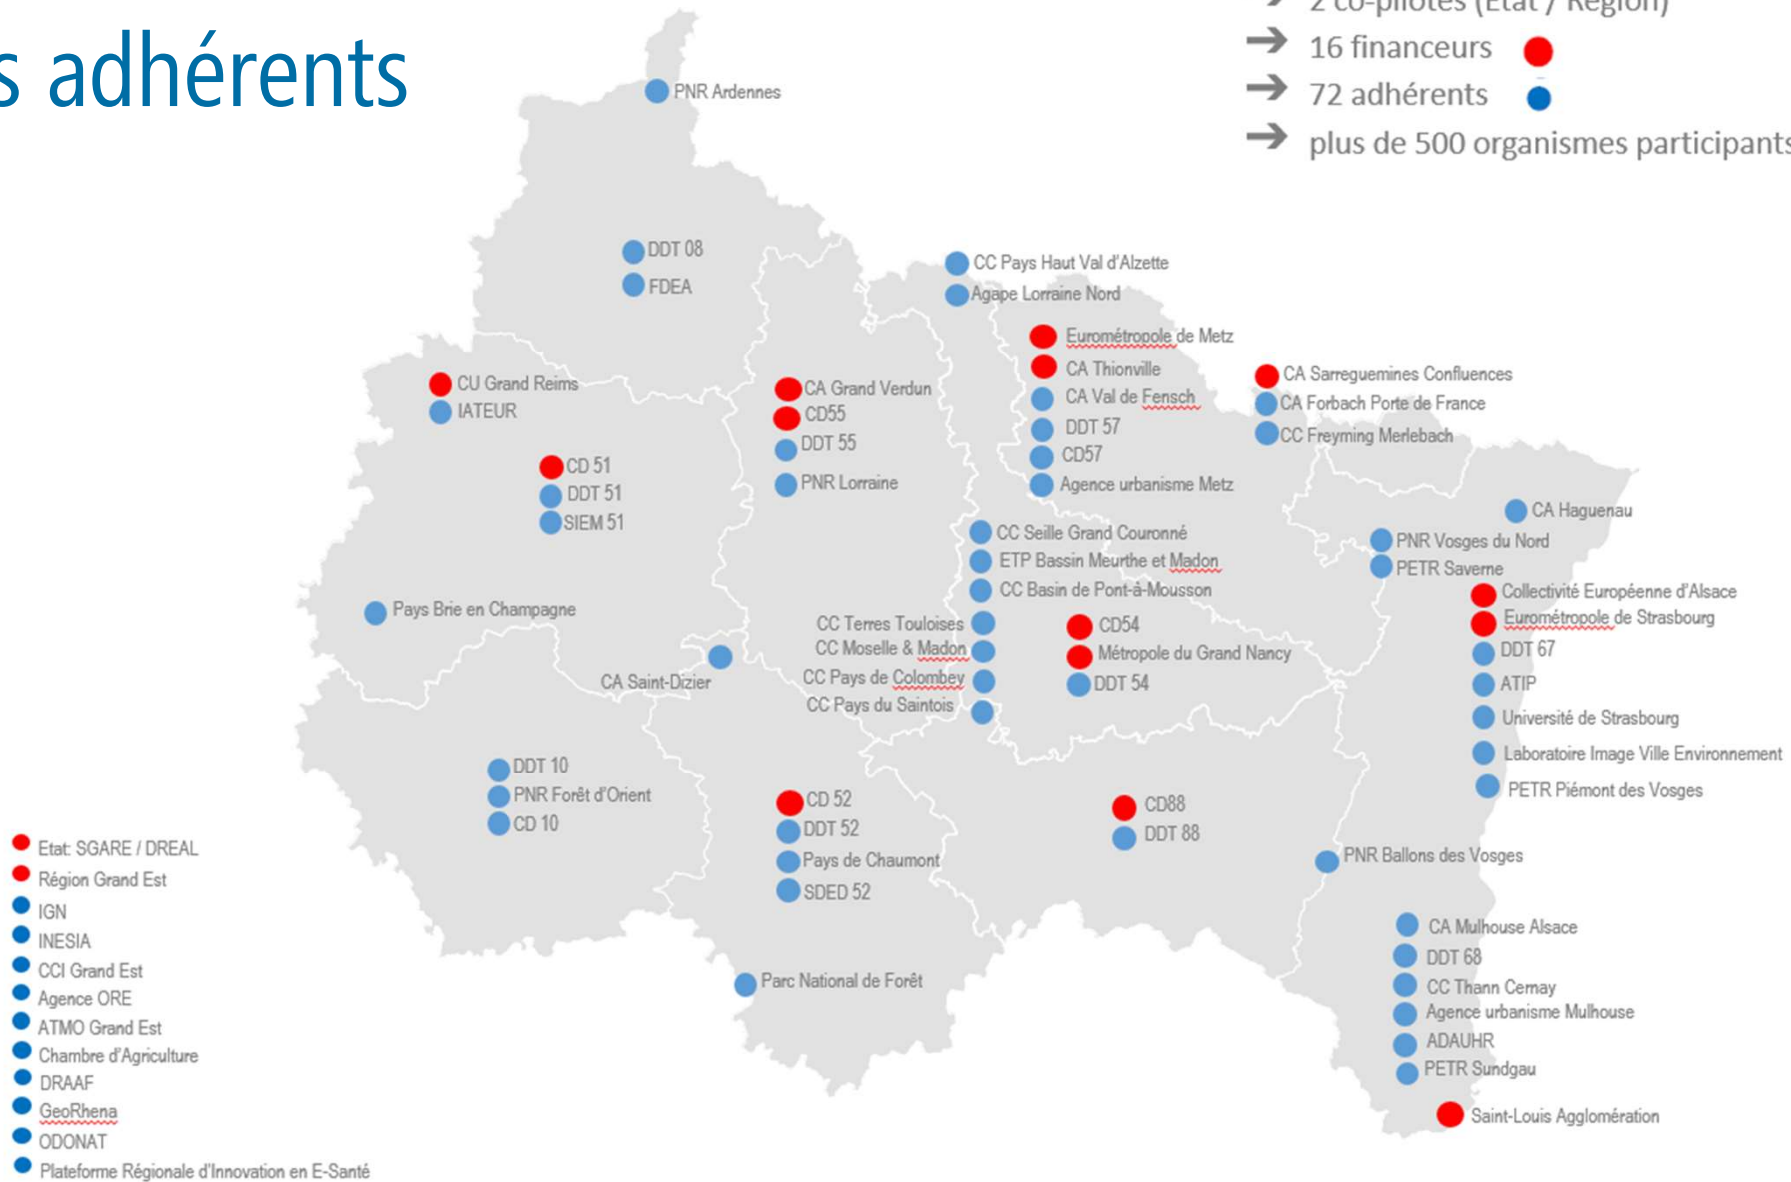 s adhérents
2 co-pilotes (Etat / Région)
16 financeurs
72 adhérents
plus de 500 organismes participants
PNR Ardennes
DDT 08
FDEA
CC Pays Haut Val d'Alzette
Agape Lorraine Nord
Eurométropole de Metz
CA Thionville
CA Val de Fensch
DDT 57
CD57
Agence urbanisme Metz
CA Sarreguemines Confluences
CA Forbach Porte de France
CC Freyming Merlebach
CU Grand Reims
IATEUR
CA Grand Verdun
CD55
DDT 55
PNR Lorraine
CD 51
DDT 51
SIEM 51
CA Haguenau
PNR Vosges du Nord
PETR Saverne
CC Seille Grand Couronné
ETP Bassin Meurthe et Madon
CC Basin de Pont-à-Mousson
CC Terres Touloises
CC Moselle & Madon
CC Pays de Colombey
CC Pays du Saintois
CD54
Métropole du Grand Nancy
DDT 54
Collectivité Européenne d'Alsace
Eurométropole de Strasbourg
DDT 67
ATIP
Université de Strasbourg
Laboratoire Image Ville Environnement
PETR Piémont des Vosges
Pays Brie en Champagne
CA Saint-Dizier
DDT 10
PNR Forêt d'Orient
CD 10
CD 52
DDT 52
Pays de Chaumont
SDED 52
CD88
DDT 88
PNR Ballons des Vosges
Parc National de Forêt
CA Mulhouse Alsace
DDT 68
CC Thann Cernay
Agence urbanisme Mulhouse
ADAUHR
PETR Sundgau
Saint-Louis Agglomération
Etat: SGARE / DREAL
Région Grand Est
IGN
INESIA
CCI Grand Est
Agence ORE
ATMO Grand Est
Chambre d'Agriculture
DRAAF
GeoRhena
ODONAT
Plateforme Régionale d'Innovation en E-Santé